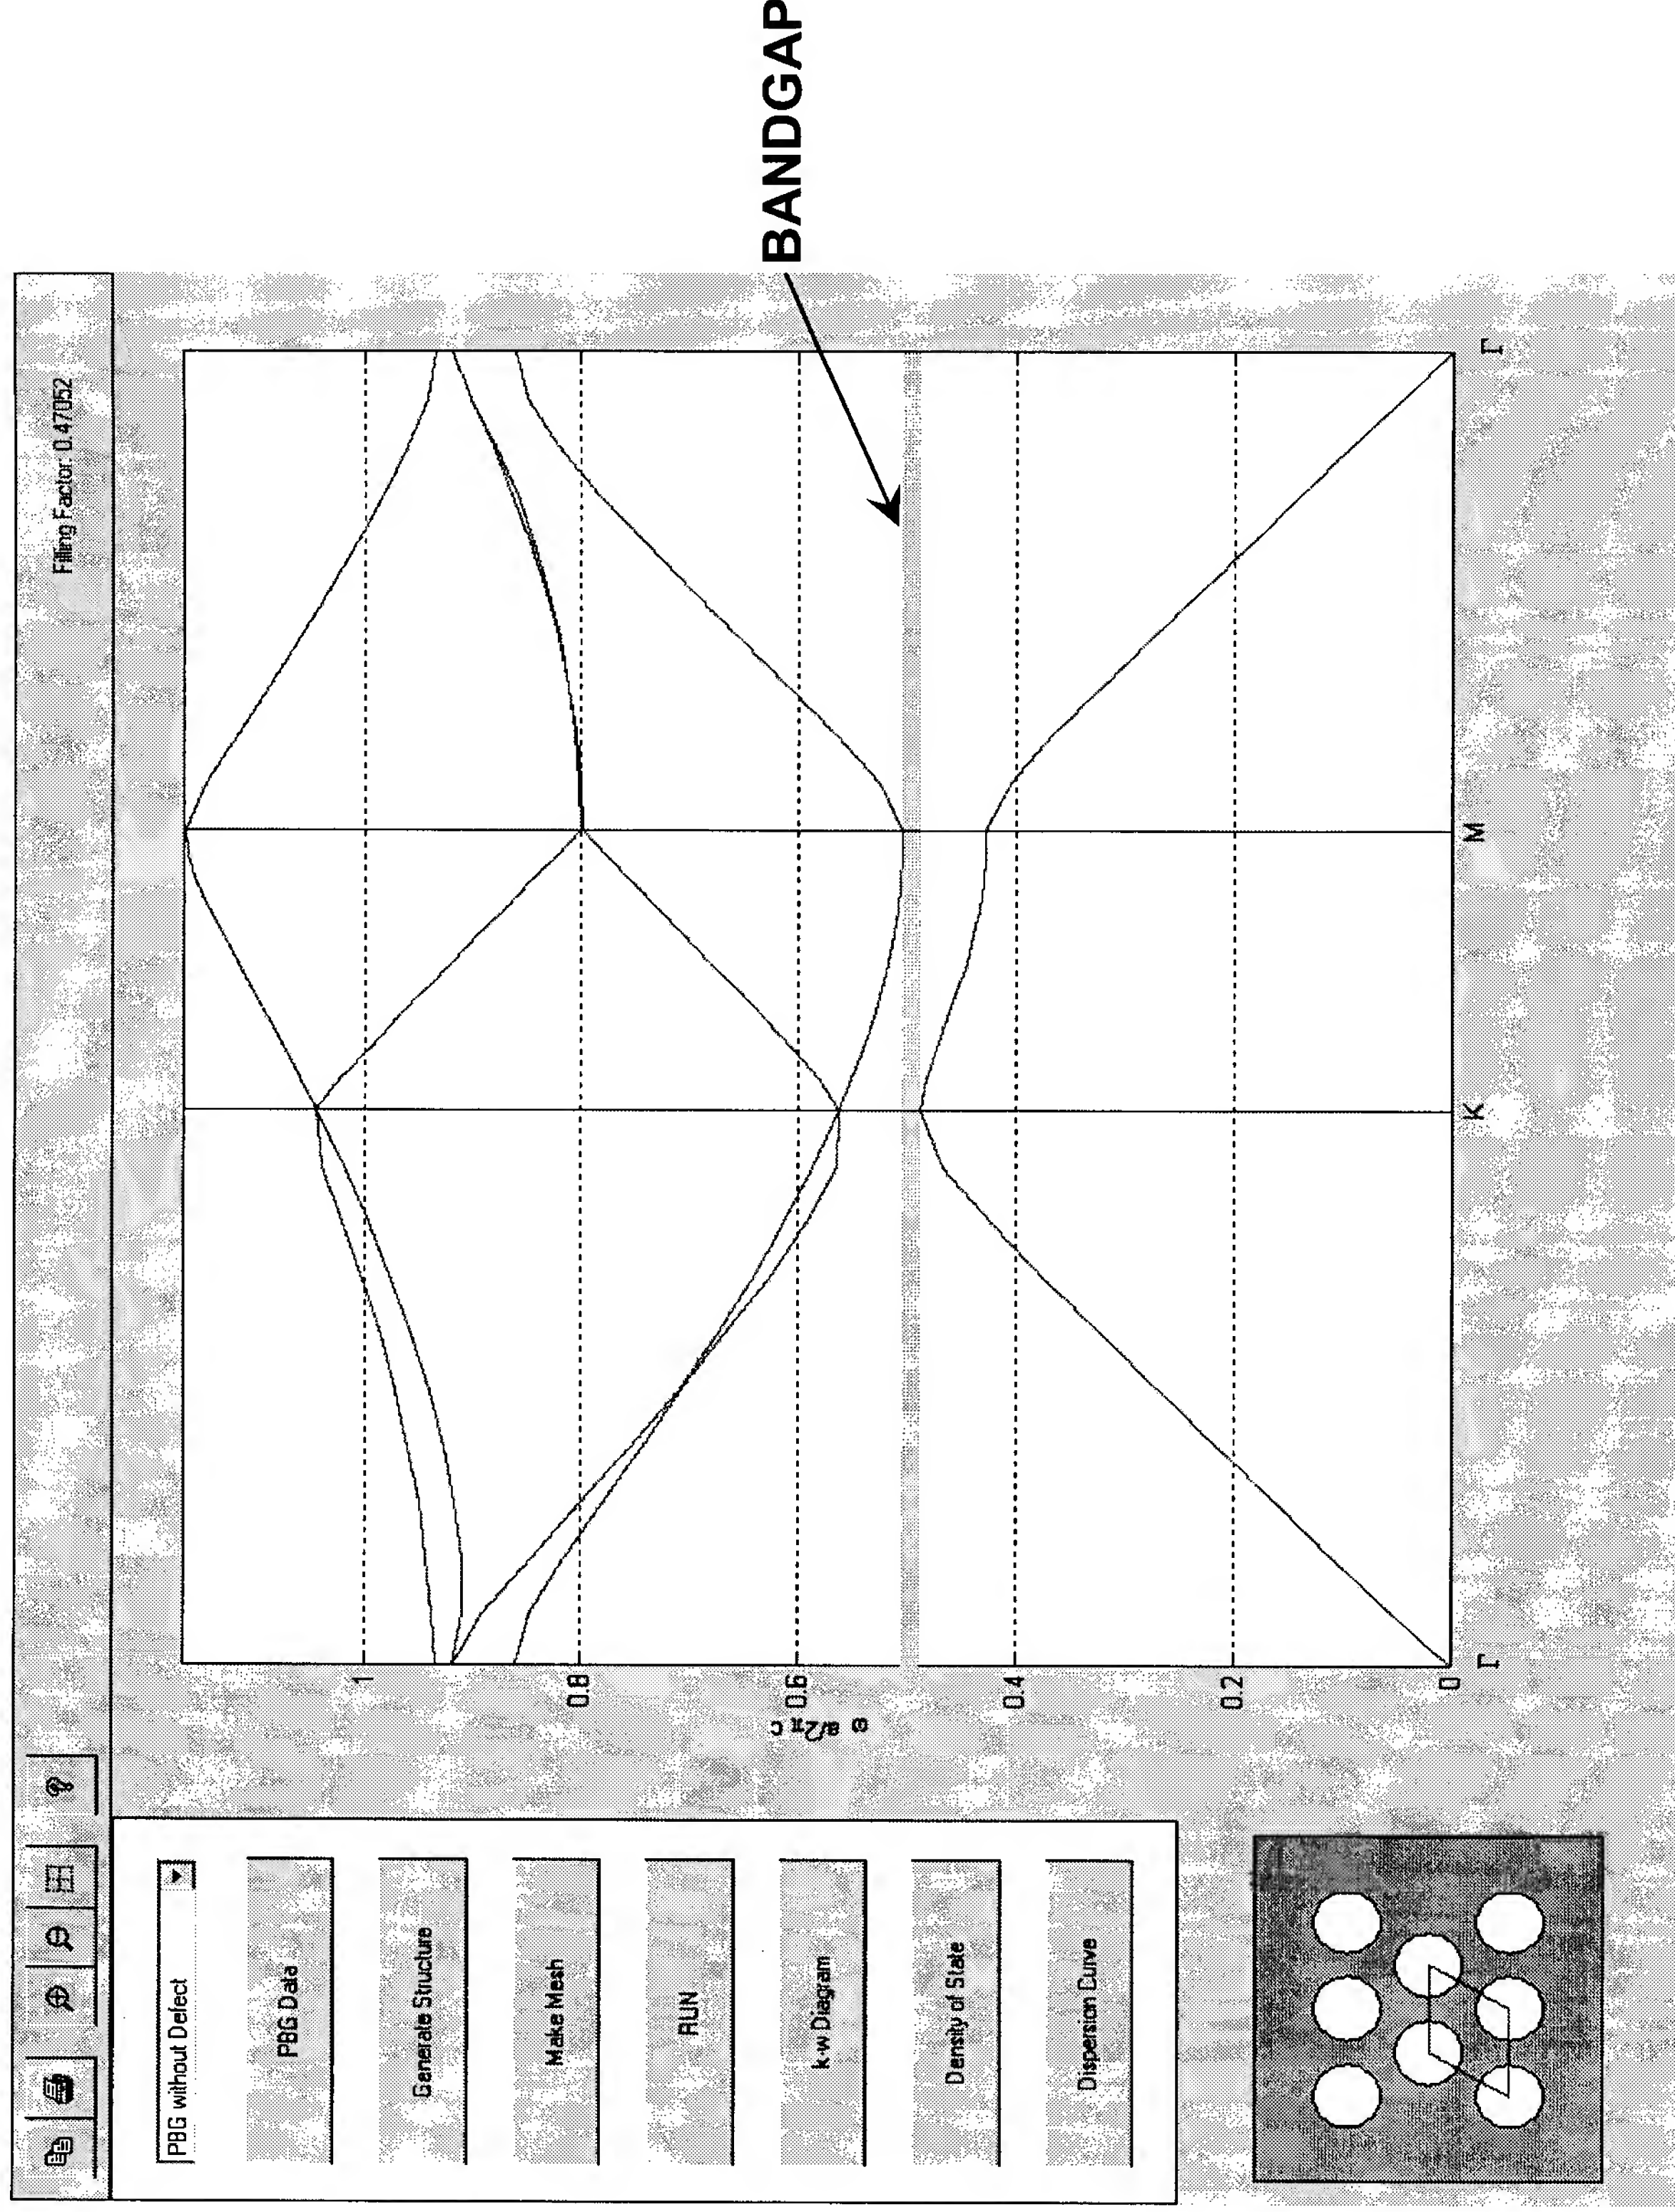 Filling Factor: 0.47052
PBG without Defect
PBG Data
Generate Structure
Make Mesh
RUN
k-w Diagram
Density of State
Dispersion Curve
ω a/2π c
1
0.8
0.6
0.4
0.2
0
Γ
K
M
Γ
BANDGAP
?